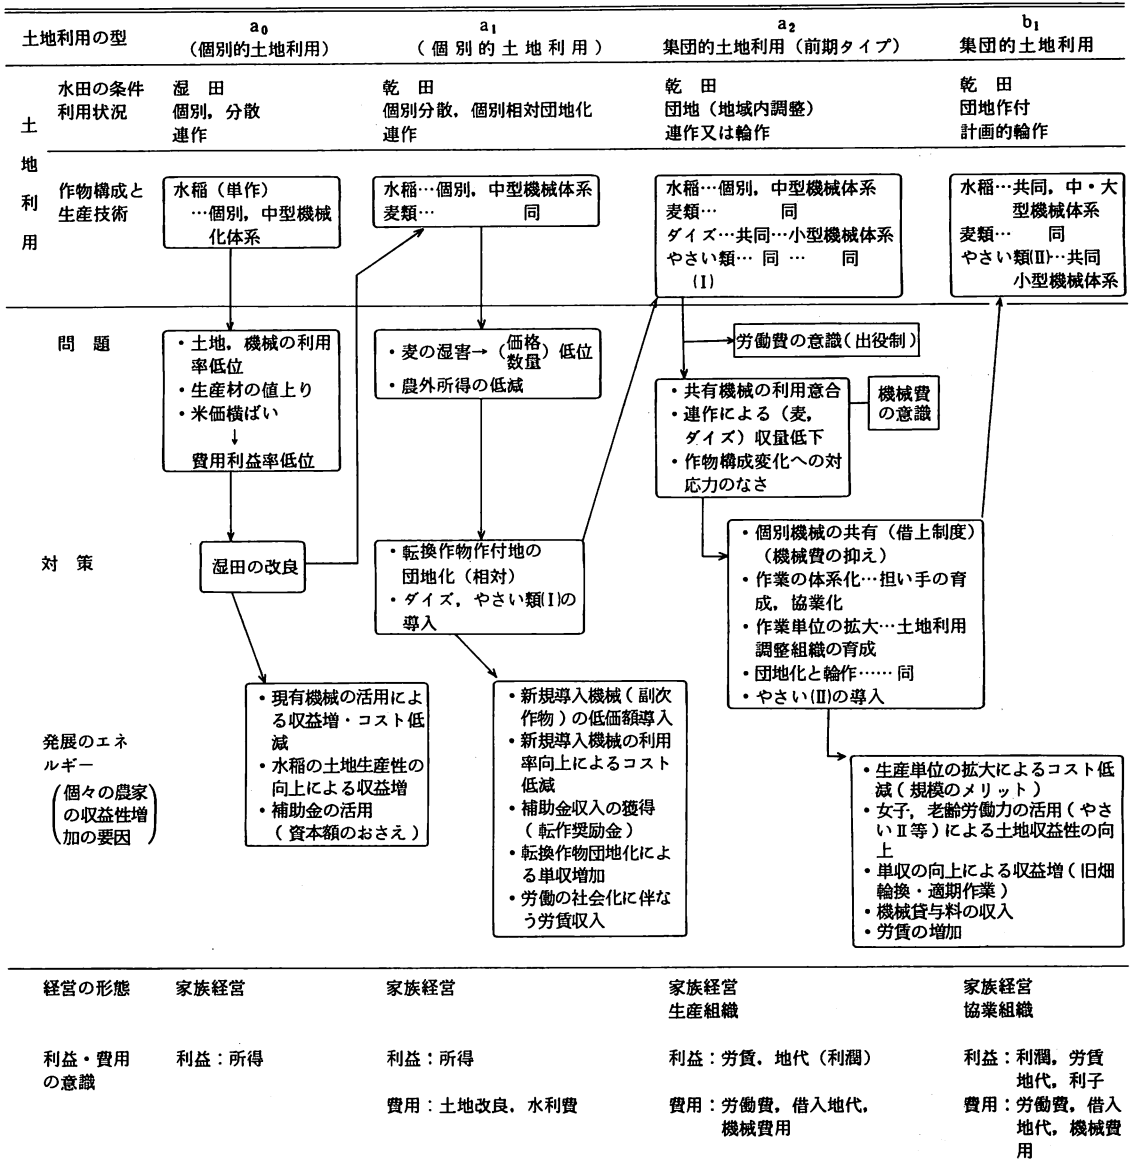 土地利用の型
a0
(個別的土地利用)
a1
(個別的土地利用)
a2
集団的土地利用(前期タイプ)
b1
集団的土地利用
土地利用
水田の条件
利用状況
湿 田
個別,分散
連作
乾 田
個別分散,個別相対団地化
連作
乾 田
団地(地域内調整)
連作又は輪作
乾 田
団地作付
計画的輪作
作物構成と
生産技術
水稲(単作)
…個別,中型機械
化体系
水稲…個別,中型機械体系
麦類… 同
水稲…個別,中型機械体系
麦類… 同
ダイズ…共同…小型機械体系
やさい類… 同 … 同
(I)
水稲…共同,中・大
型機械体系
麦類… 同
やさい類(II)…共同
小型機械体系
問 題
・土地,機械の利用
率低位
・生産材の値上り
・米価横ばい
↓
費用利益率低位
・麦の湿害→(価格
数量)低位
・農外所得の低減
労働費の意識(出役制)
・共有機械の利用意合
・連作による(麦,
ダイズ)収量低下
・作物構成変化への対
応力のなさ
機械費
の意識
対 策
湿田の改良
・転換作物作付地の
団地化(相対)
・ダイズ,やさい類(I)の
導入
・個別機械の共有(借上制度)
(機械費の抑え)
・作業の体系化…担い手の育
成,協業化
・作業単位の拡大…土地利用
調整組織の育成
・団地化と輪作……同
・やさい(II)の導入
発展のエネ
ルギー
(個々の農家
の収益性増
加の要因)
・現有機械の活用によ
る収益増・コスト低
減
・水稲の土地生産性の
向上による収益増
・補助金の活用
(資本額のおさえ)
・新規導入機械(副次
作物)の低価額導入
・新規導入機械の利用
率向上によるコスト
低減
・補助金収入の獲得
(転作奨励金)
・転換作物団地化によ
る単収増加
・労働の社会化に伴な
う労賃収入
・生産単位の拡大によるコスト低
減(規模のメリット)
・女子,老齢労働力の活用(やさ
いII等)による土地収益性の向
上
・単収の向上による収益増(旧畑
輪換・適期作業)
・機械貸与料の収入
・労賃の増加
経営の形態
家族経営
家族経営
家族経営
生産組織
家族経営
協業組織
利益・費用
の意識
利益:所得
利益:所得
費用:土地改良,水利費
利益:労賃,地代(利潤)
費用:労働費,借入地代,
機械費用
利益:利潤,労賃
地代,利子
費用:労働費,借入
地代,機械費
用